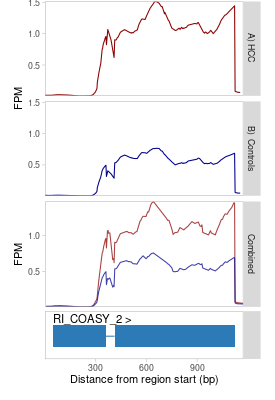 1.5
1.0
0.5
FPM
A) HCC
1.5
1.0
0.5
B) Controls
1.0
0.5
FPM
Combined
RI_COASY_2 >
300
600
900
Distance from region start (bp)